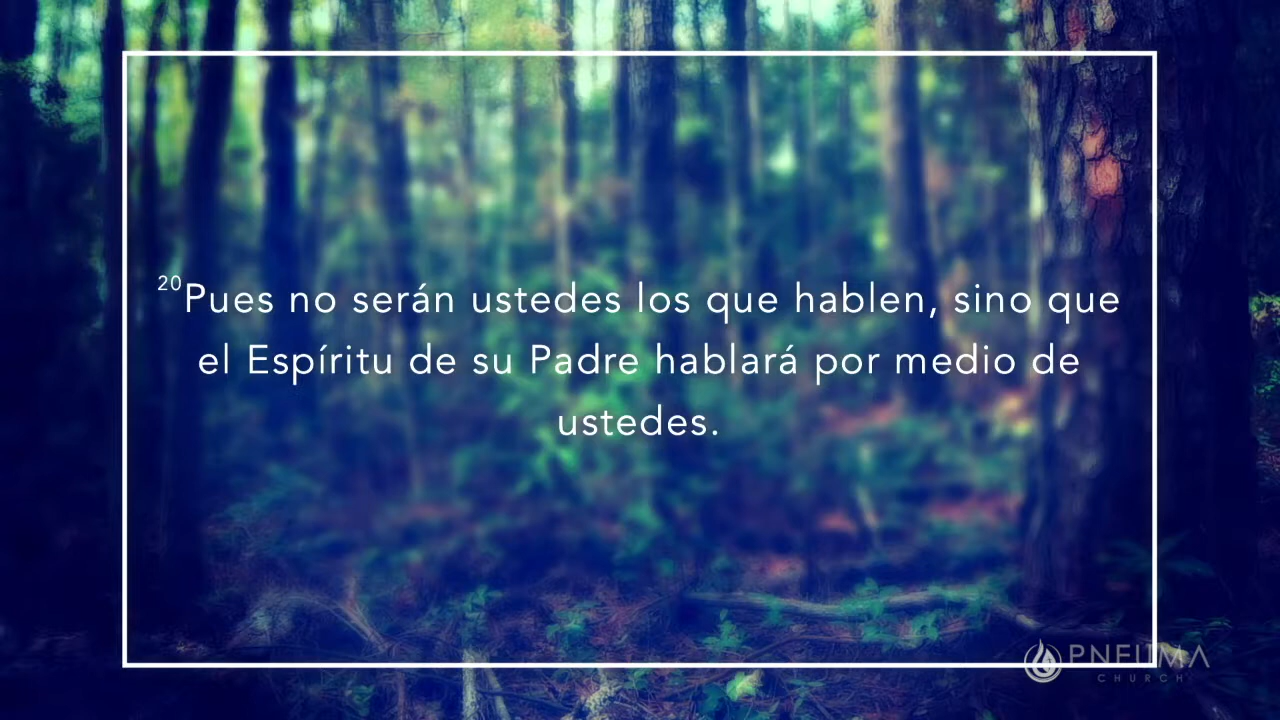 20Pues no serán ustedes los que hablen, sino que
el Espíritu de su Padre hablará por medio de
ustedes.
PNEUMA
CHURCH